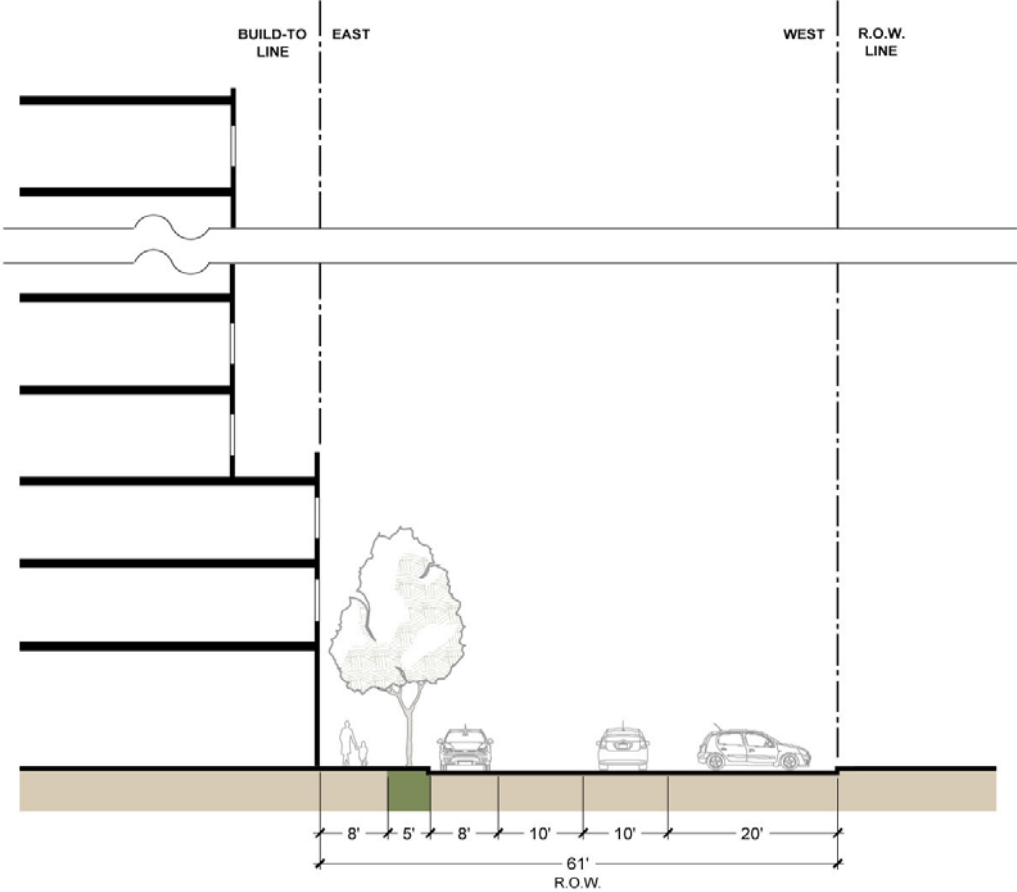 BUILD-TO
LINE
EAST
WEST
R.O.W.
LINE
8' 5' 8' 10' 10' 20'
61'
R.O.W.